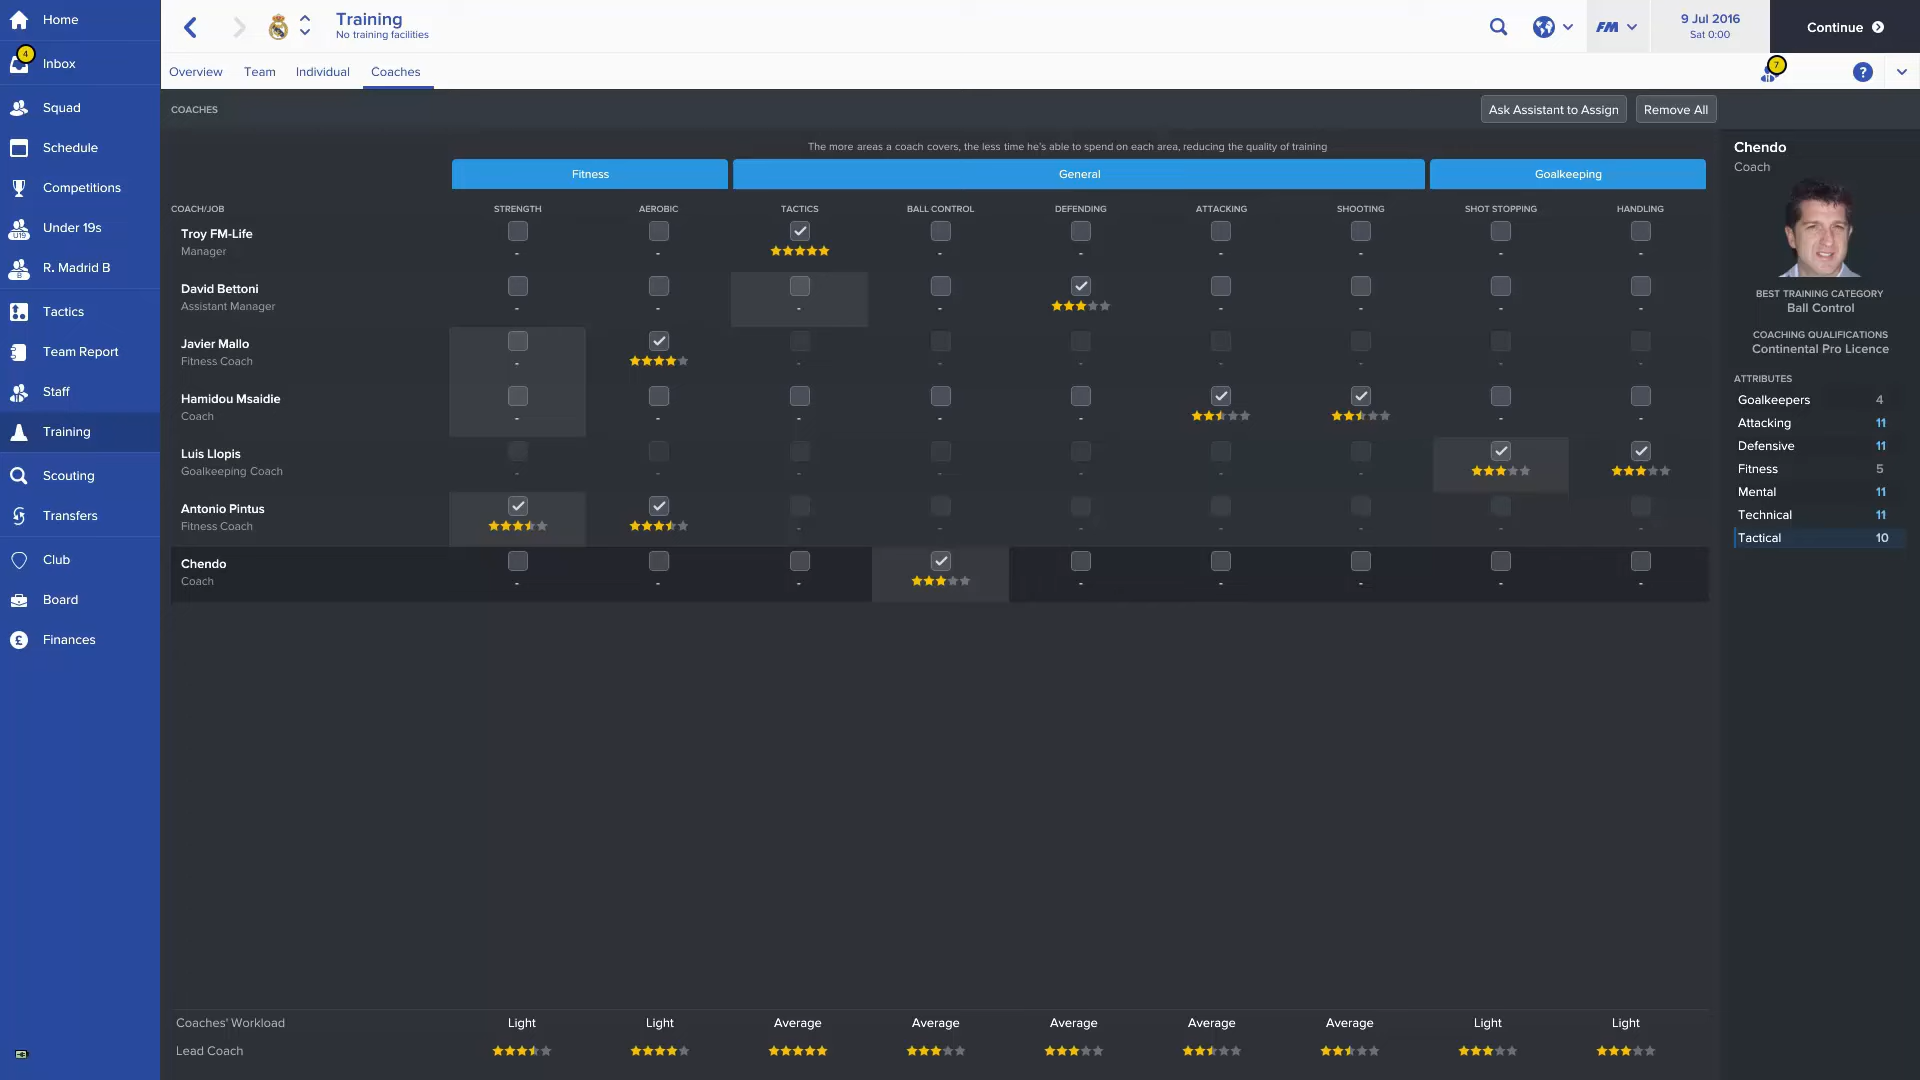 Home
4
Inbox
Squad
Schedule
Competitions
U19
Under 19s
B
R. Madrid B
Tactics
Team Report
Staff
Training
Scouting
Transfers
Club
Board
£
Finances
Training
No training facilities
FM
9 Jul 2016
Sat 0:00
Continue
Overview Team Individual Coaches
7
?
COACHES
Ask Assistant to Assign Remove All
The more areas a coach covers, the less time he's able to spend on each area, reducing the quality of training
Fitness General Goalkeeping
COACH/JOB STRENGTH AEROBIC TACTICS BALL CONTROL DEFENDING ATTACKING SHOOTING SHOT STOPPING HANDLING
Troy FM-Life
Manager - - - - - - - -
David Bettoni
Assistant Manager - - - - - - - -
Javier Mallo
Fitness Coach - - - - - - - -
Hamidou Msaidie
Coach - - - - - - -
Luis Llopis
Goalkeeping Coach - - - - - - -
Antonio Pintus
Fitness Coach - - - - - - -
Chendo
Coach - - - - - - - -
Coaches' Workload Light Light Average Average Average Average Average Light Light
Lead Coach
Chendo
Coach
BEST TRAINING CATEGORY
Ball Control
COACHING QUALIFICATIONS
Continental Pro Licence
ATTRIBUTES
Goalkeepers 4
Attacking 11
Defensive 11
Fitness 5
Mental 11
Technical 11
Tactical 10